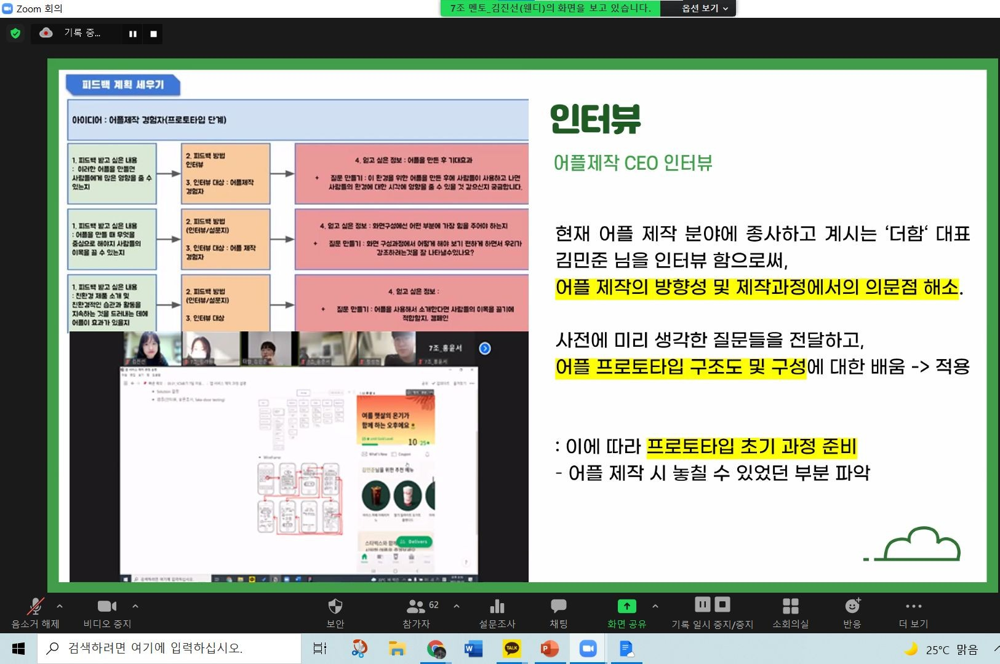 Zoom 회의
7조 멘토_김진선(웬디)의 화면을 보고 있습니다.
옵션 보기
기록 중...
피드백 계획 세우기
아이디어 : 어플제작 경험자(프로토타입 단계)
1. 피드백 받고 싶은 내용
: 이러한 어플을 만들면
사람들에게 많은 영향을 줄 수
있는지
2. 피드백 방법
인터뷰
3. 인터뷰 대상 : 어플제작
경험자
4. 얻고 싶은 정보 : 어플을 만든 후 기대효과
+ 질문 만들기 : 이 환경을 위한 어플을 만든 후에 사람들이 사용하고 나면
사람들의 환경에 대한 시각에 영향을 줄 수 있을 것 같으신지 궁금합니다.
1. 피드백 받고 싶은 내용
: 어플을 만들 때 무엇을
중심으로 해야지 사람들의
이목을 끌 수 있는지
2. 피드백 방법
(인터뷰/설문지)
3. 인터뷰 대상 : 어플 제작
경험자
4. 얻고 싶은 정보 : 화면구성에선 어떤 부분에 가장 힘을 주어야 하는지
+ 질문 만들기 : 화면 구성과정에서 어떻게 해야 보기 편하게 하면서 우리가
강조하려는것을 잘 나타낼수있나요?
1. 피드백 받고 싶은 내용
: 친환경 제품 소개 및
친환경적인 습관과 활동을
지속하는 것을 드러내는 데에
어플이 효과가 있을지
2. 피드백 방법
(인터뷰/설문지)
3. 인터뷰 대상
4. 얻고 싶은 정보 :
+ 질문 만들기 : 어플을 사용해서 소개한다면 사람들의 이목을 끌기에
적합할지. 캠페인
7조_홍윤서
김진선
7조_홍윤서
Solution 검증
Wireframe
여름 햇살의 온기가
함께 하는 오후에요
10 25★
What's New
Coupon
김민준님을 위한 추천 메뉴
Delivers
인터뷰
어플제작 CEO 인터뷰
현재 어플 제작 분야에 종사하고 계시는 ‘더함‘ 대표
김민준 님을 인터뷰 함으로써,
어플 제작의 방향성 및 제작과정에서의 의문점 해소.
사전에 미리 생각한 질문들을 전달하고,
어플 프로토타입 구조도 및 구성에 대한 배움 -> 적용
: 이에 따라 프로토타입 초기 과정 준비
- 어플 제작 시 놓칠 수 있었던 부분 파악
음소거 해제
비디오 중지
보안
62
참가자
설문조사
채팅
화면 공유
기록 일시 중지/중지
소회의실
반응
더 보기
검색하려면 여기에 입력하십시오.
TALK
25°C 맑음